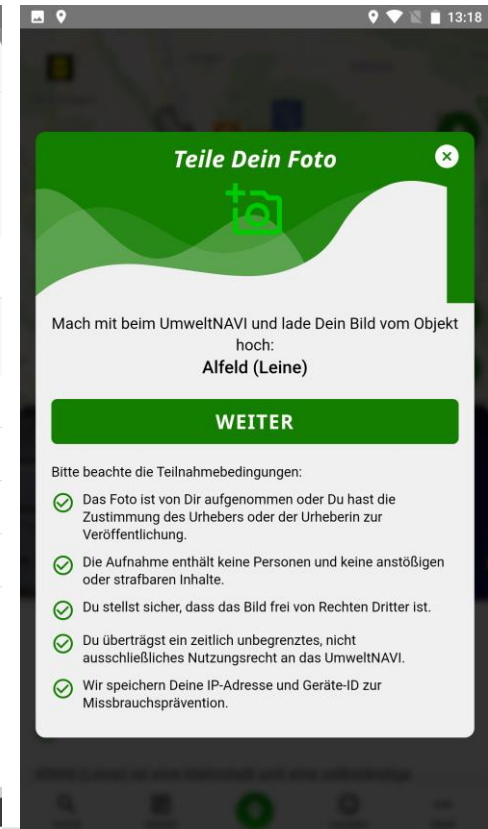 13:18
Teile Dein Foto
Mach mit beim UmweltNAVI und lade Dein Bild vom Objekt
hoch:
Alfeld (Leine)
WEITER
Bitte beachte die Teilnahmebedingungen:
Das Foto ist von Dir aufgenommen oder Du hast die
Zustimmung des Urhebers oder der Urheberin zur
Veröffentlichung.
Die Aufnahme enthält keine Personen und keine anstößigen
oder strafbaren Inhalte.
Du stellst sicher, dass das Bild frei von Rechten Dritter ist.
Du überträgst ein zeitlich unbegrenztes, nicht
ausschließliches Nutzungsrecht an das UmweltNAVI.
Wir speichern Deine IP-Adresse und Geräte-ID zur
Missbrauchsprävention.